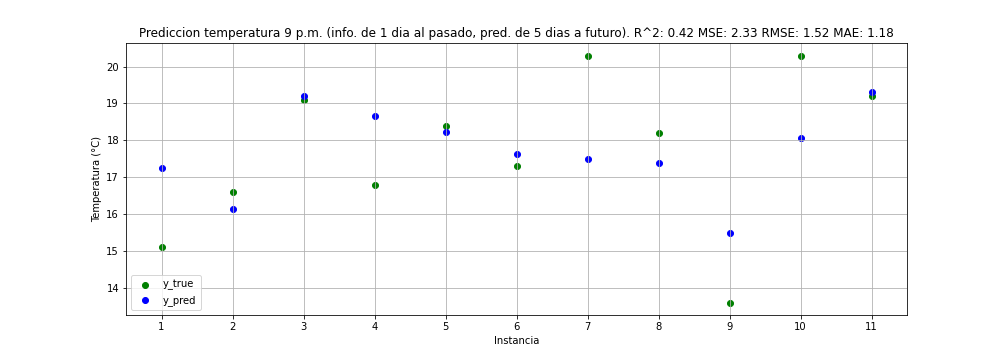 Prediccion temperatura 9 p.m. (info. de 1 dia al pasado, pred. de 5 dias a futuro). R^2: 0.42 MSE: 2.33 RMSE: 1.52 MAE: 1.18
20
19
18
17
16
15
14
Temperatura (°C)
y_true
y_pred
1 2 3 4 5 6 7 8 9 10 11
Instancia